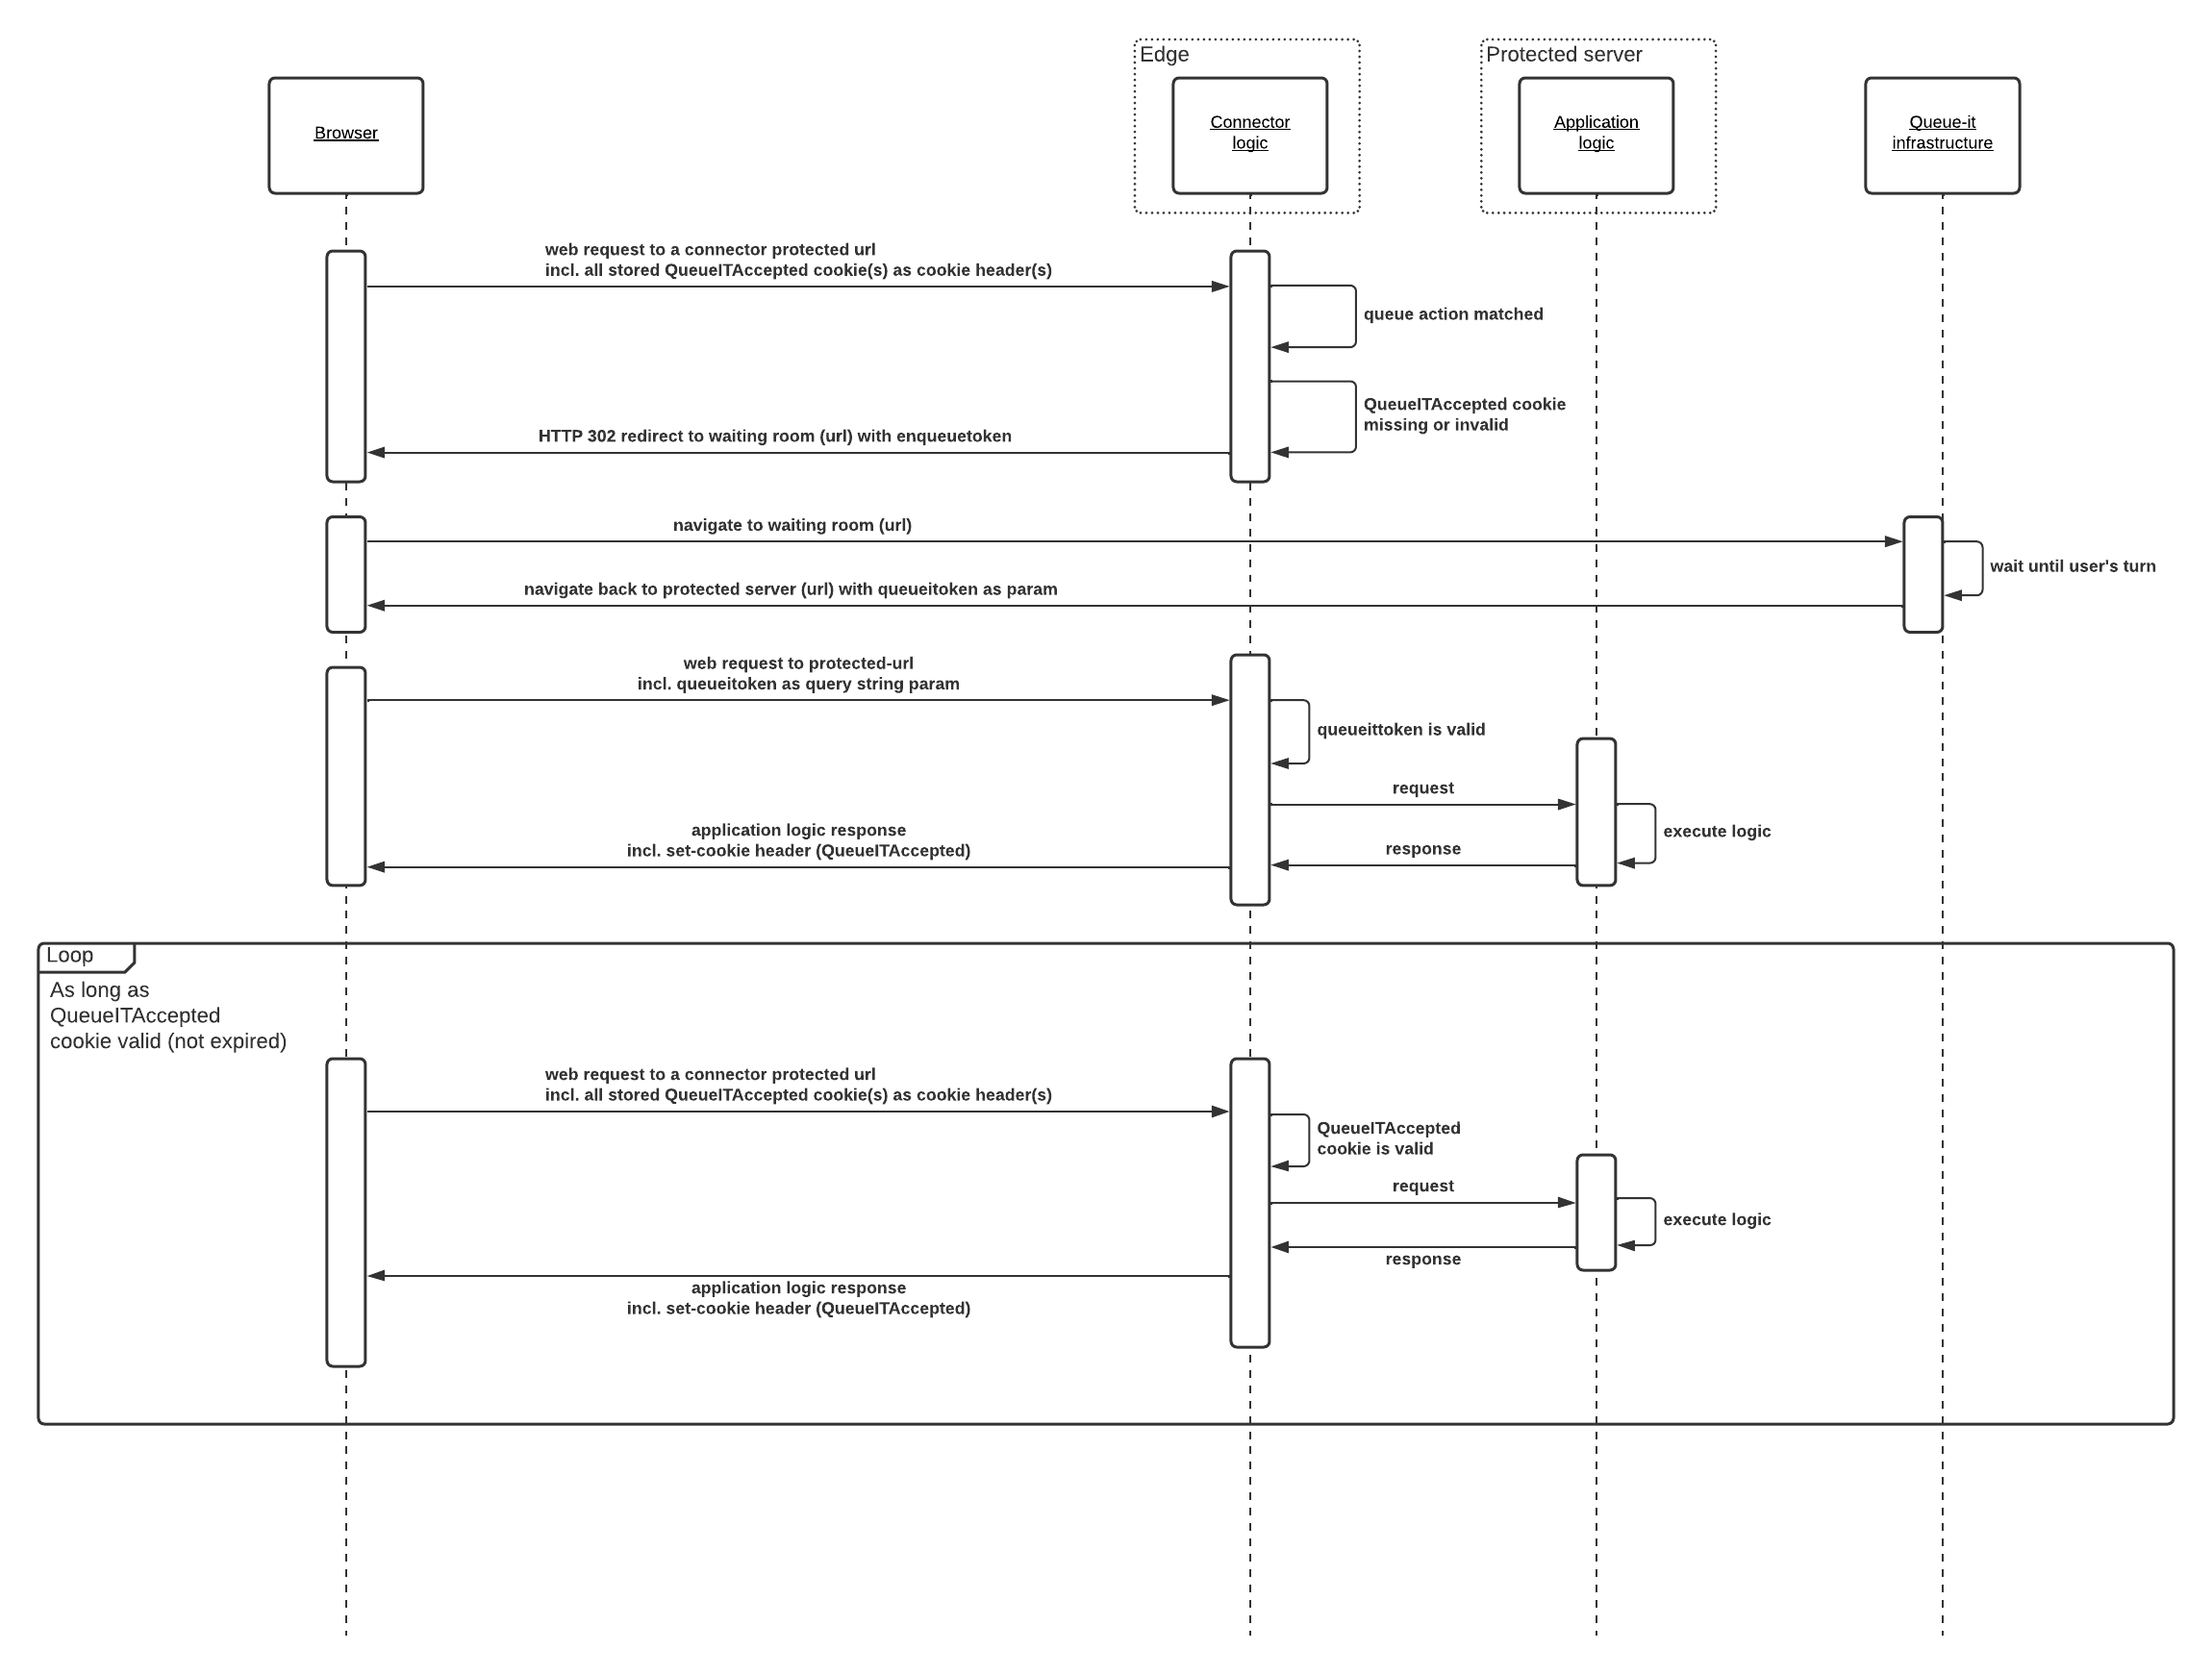 Edge
Protected server
Browser
Connector
logic
Application
logic
Queue-it
infrastructure
web request to a connector protected url
incl. all stored QueueITAccepted cookie(s) as cookie header(s)
queue action matched
QueueITAccepted cookie
missing or invalid
HTTP 302 redirect to waiting room (url) with enqueuetoken
navigate to waiting room (url)
wait until user's turn
navigate back to protected server (url) with queueitoken as param
web request to protected-url
incl. queueitoken as query string param
queueittoken is valid
request
execute logic
application logic response
incl. set-cookie header (QueueITAccepted)
response
Loop
As long as
QueueITAccepted
cookie valid (not expired)
web request to a connector protected url
incl. all stored QueueITAccepted cookie(s) as cookie header(s)
QueueITAccepted
cookie is valid
request
execute logic
response
application logic response
incl. set-cookie header (QueueITAccepted)